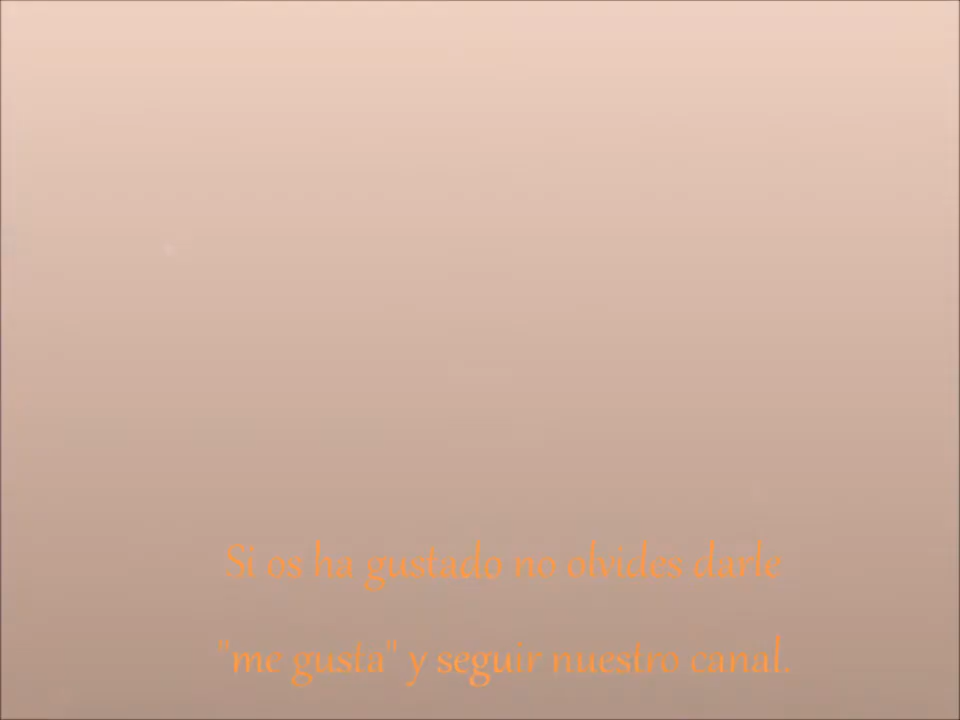 Si os ha gustado no olvides darle
"me gusta" y seguir nuestro canal.